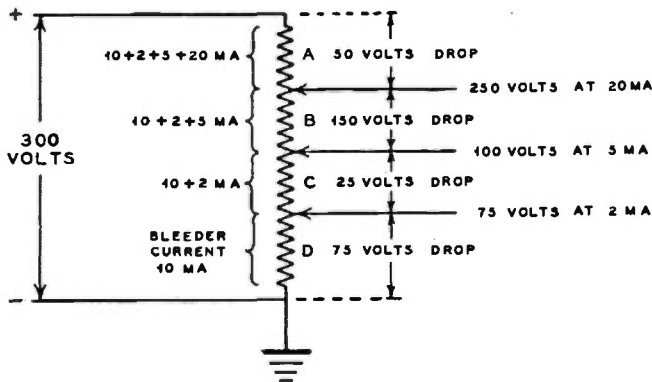 +
10+2+5+20 MA
A 50 VOLTS DROP
250 VOLTS AT 20MA
10+2+5 MA
B 150 VOLTS DROP
300
VOLTS
100 VOLTS AT 5 MA
10+2 MA
C 25 VOLTS DROP
75 VOLTS AT 2 MA
BLEEDER
CURRENT
10 MA
D 75 VOLTS DROP